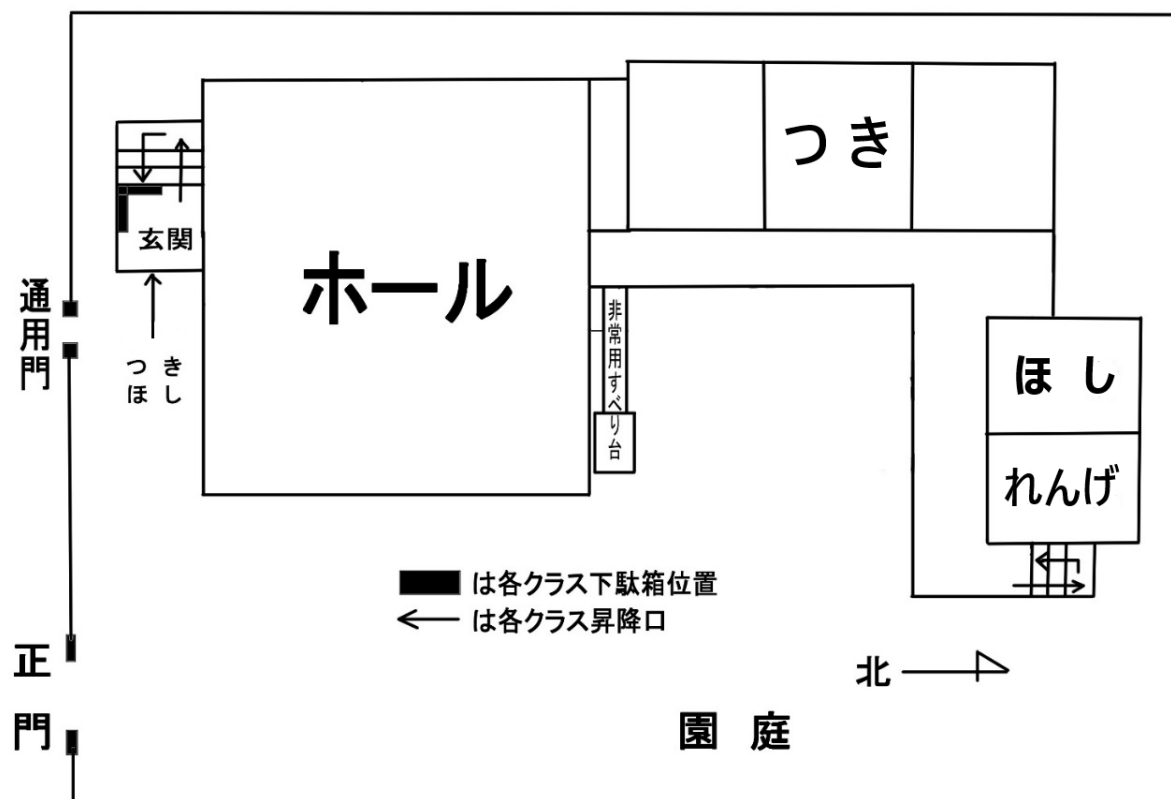 つき
ホール
玄関
通用門
つき
ほし
非常用すべり台
ほし
れんげ
は各クラス下駄箱位置
は各クラス昇降口
正門
北
園庭